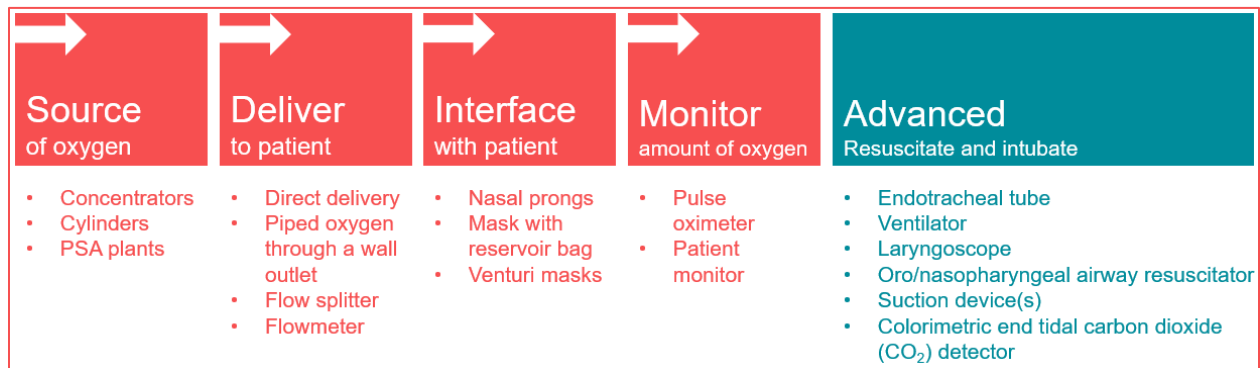 Source
of oxygen
• Concentrators
• Cylinders
• PSA plants
Deliver
to patient
• Direct delivery
• Piped oxygen
through a wall
outlet
• Flow splitter
• Flowmeter
Interface
with patient
• Nasal prongs
• Mask with
reservoir bag
• Venturi masks
Monitor
amount of oxygen
• Pulse
oximeter
• Patient
monitor
Advanced
Resuscitate and intubate
• Endotracheal tube
• Ventilator
• Laryngoscope
• Oro/nasopharyngeal airway resuscitator
• Suction device(s)
• Colorimetric end tidal carbon dioxide
(CO₂) detector